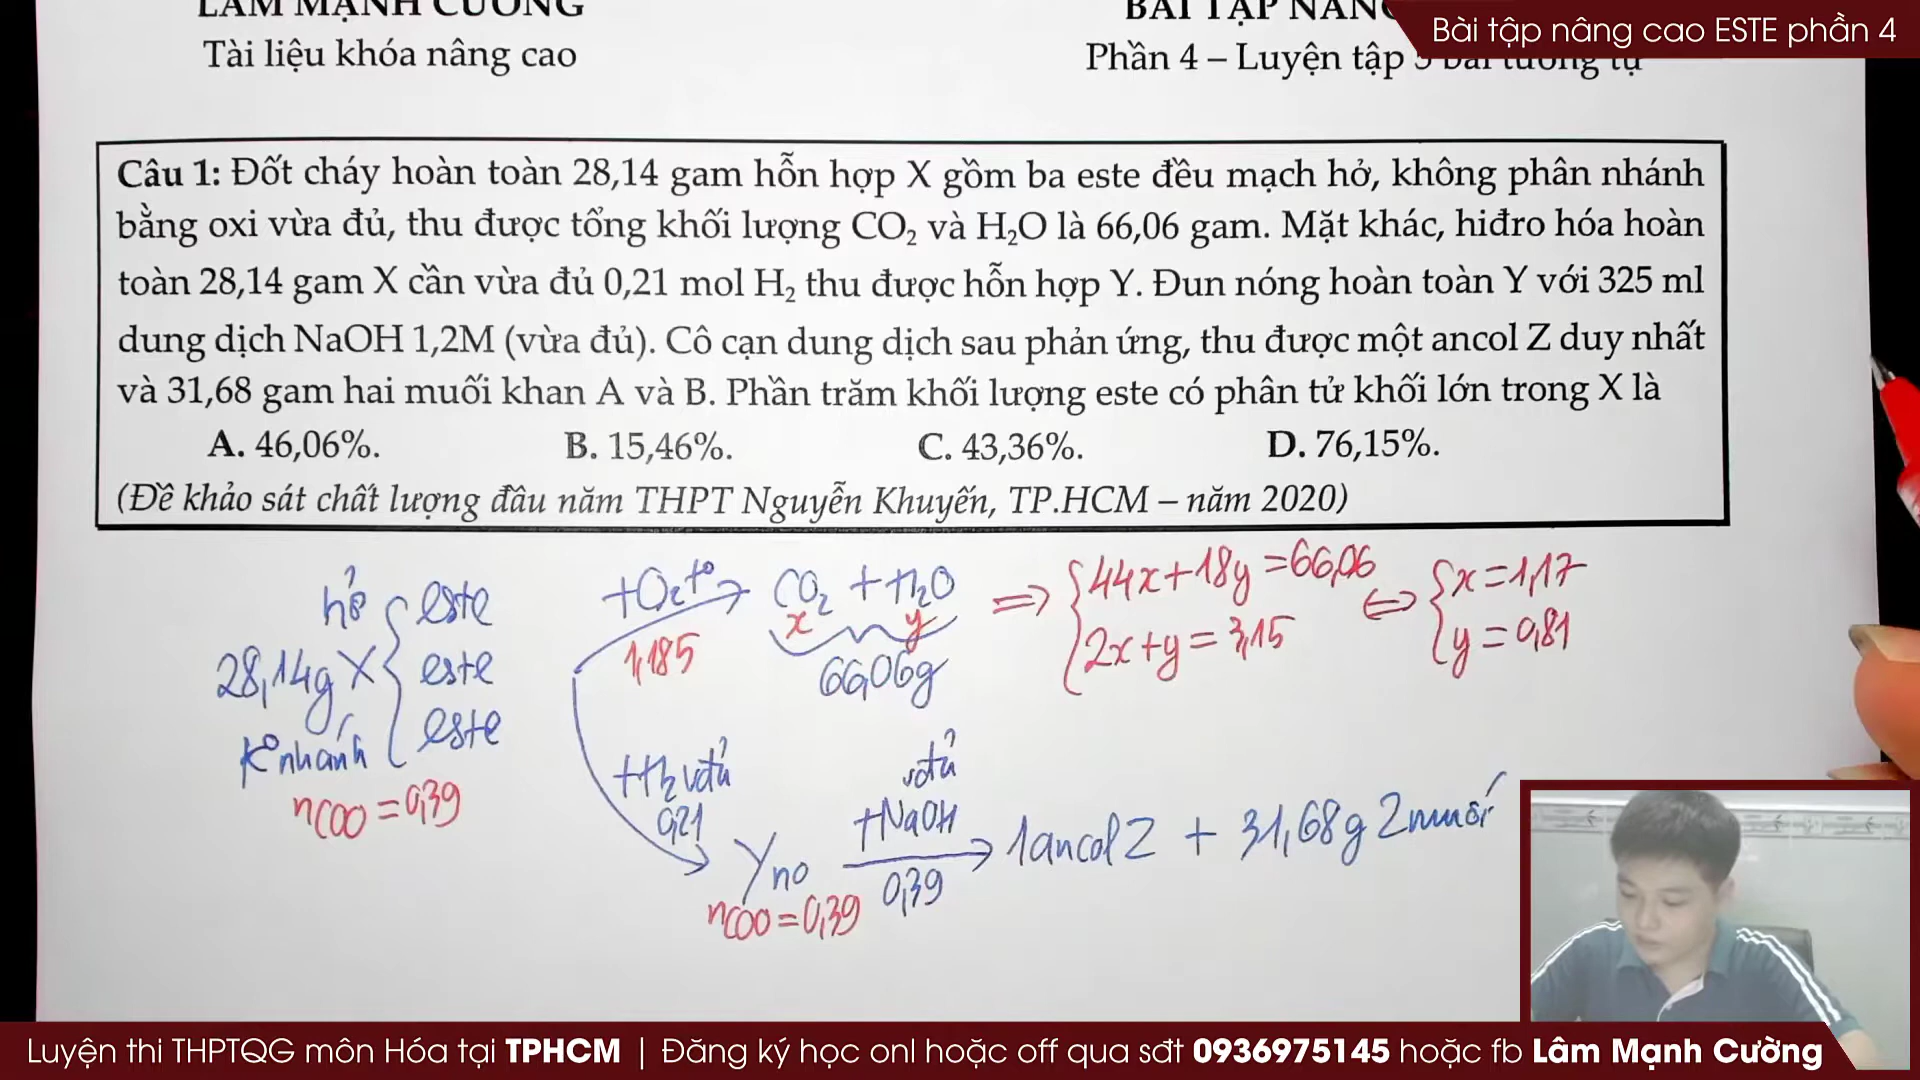 LÂM MẠNH CƯỜNG
BÀI TẬP NÂNG
Bài tập nâng cao ESTE phần 4
Tài liệu khóa nâng cao
Phần 4 – Luyện tập 5 bài tương tự
Câu 1: Đốt cháy hoàn toàn 28,14 gam hỗn hợp X gồm ba este đều mạch hở, không phân nhánh
bằng oxi vừa đủ, thu được tổng khối lượng CO₂ và H₂O là 66,06 gam. Mặt khác, hiđro hóa hoàn
toàn 28,14 gam X cần vừa đủ 0,21 mol H₂ thu được hỗn hợp Y. Đun nóng hoàn toàn Y với 325 ml
dung dịch NaOH 1,2M (vừa đủ). Cô cạn dung dịch sau phản ứng, thu được một ancol Z duy nhất
và 31,68 gam hai muối khan A và B. Phần trăm khối lượng este có phân tử khối lớn trong X là
A. 46,06%. B. 15,46%. C. 43,36%. D. 76,15%.
(Đề khảo sát chất lượng đầu năm THPT Nguyễn Khuyến, TP.HCM – năm 2020)
hở este +O₂ t° CO₂ + H₂O ⇒ 44x+18y=66,06 ⇔ x=1,17
x y
28,14g X este 1,185 66,06g 2x+y=3,15 y=0,81
k° nhánh este
nCOO=0,39
+H₂ vđủ vđủ
0,21 +NaOH
Y no → 1 ancol Z + 31,68g 2 muối
nCOO=0,39 0,39
Luyện thi THPTQG môn Hóa tại TPHCM | Đăng ký học onl hoặc off qua sđt 0936975145 hoặc fb Lâm Mạnh Cường